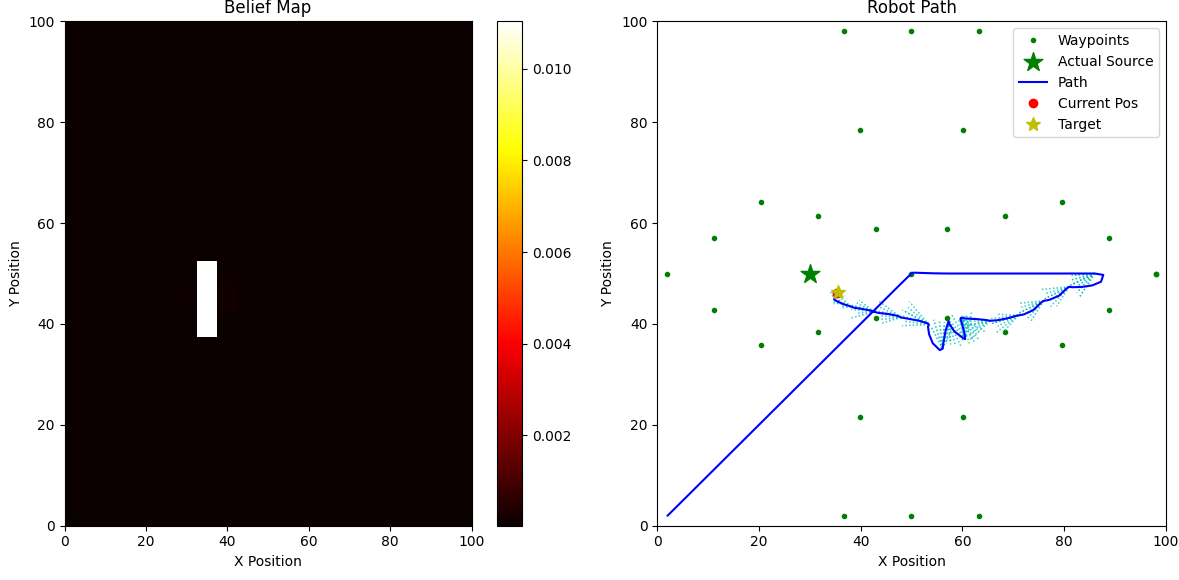 Belief Map
100
80
60
40
20
0
0 20 40 60 80 100
X Position
Y Position
0.010
0.008
0.006
0.004
0.002
Robot Path
100
80
60
40
20
0
0 20 40 60 80 100
X Position
Y Position
Waypoints
Actual Source
Path
Current Pos
Target